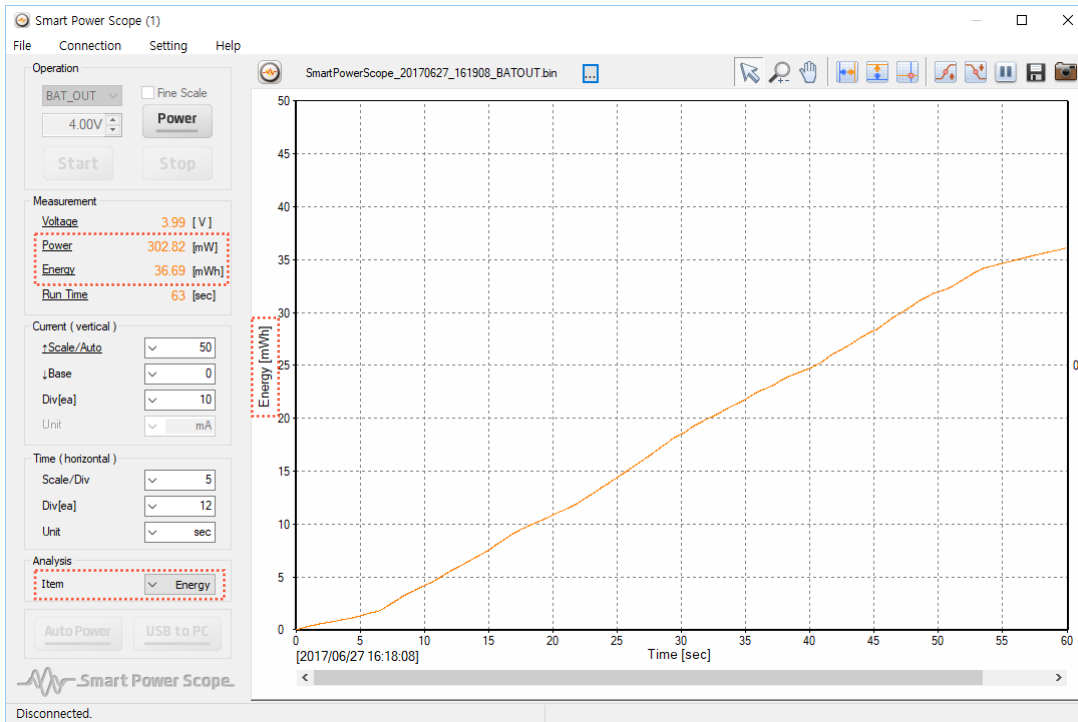 Smart Power Scope (1)
File Connection Setting Help
Operation
BAT_OUT
Fine Scale
4.00V
Power
Start
Stop
Measurement
Voltage 3.99 [ V ]
Power 302.82 [mW]
Energy 36.69 [mWh]
Run Time 63 [sec]
Current ( vertical )
↑Scale/Auto 50
↓Base 0
Div[ea] 10
Unit mA
Time ( horizontal )
Scale/Div 5
Div[ea] 12
Unit sec
Analysis
Item Energy
Auto Power
USB to PC
Smart Power Scope
Disconnected.
SmartPowerScope_20170627_161908_BATOUT.bin
...
50
45
40
35
30
25
20
15
10
5
0
Energy [mWh]
0
0 5 10 15 20 25 30 35 40 45 50 55 60
[2017/06/27 16:18:08]
Time [sec]